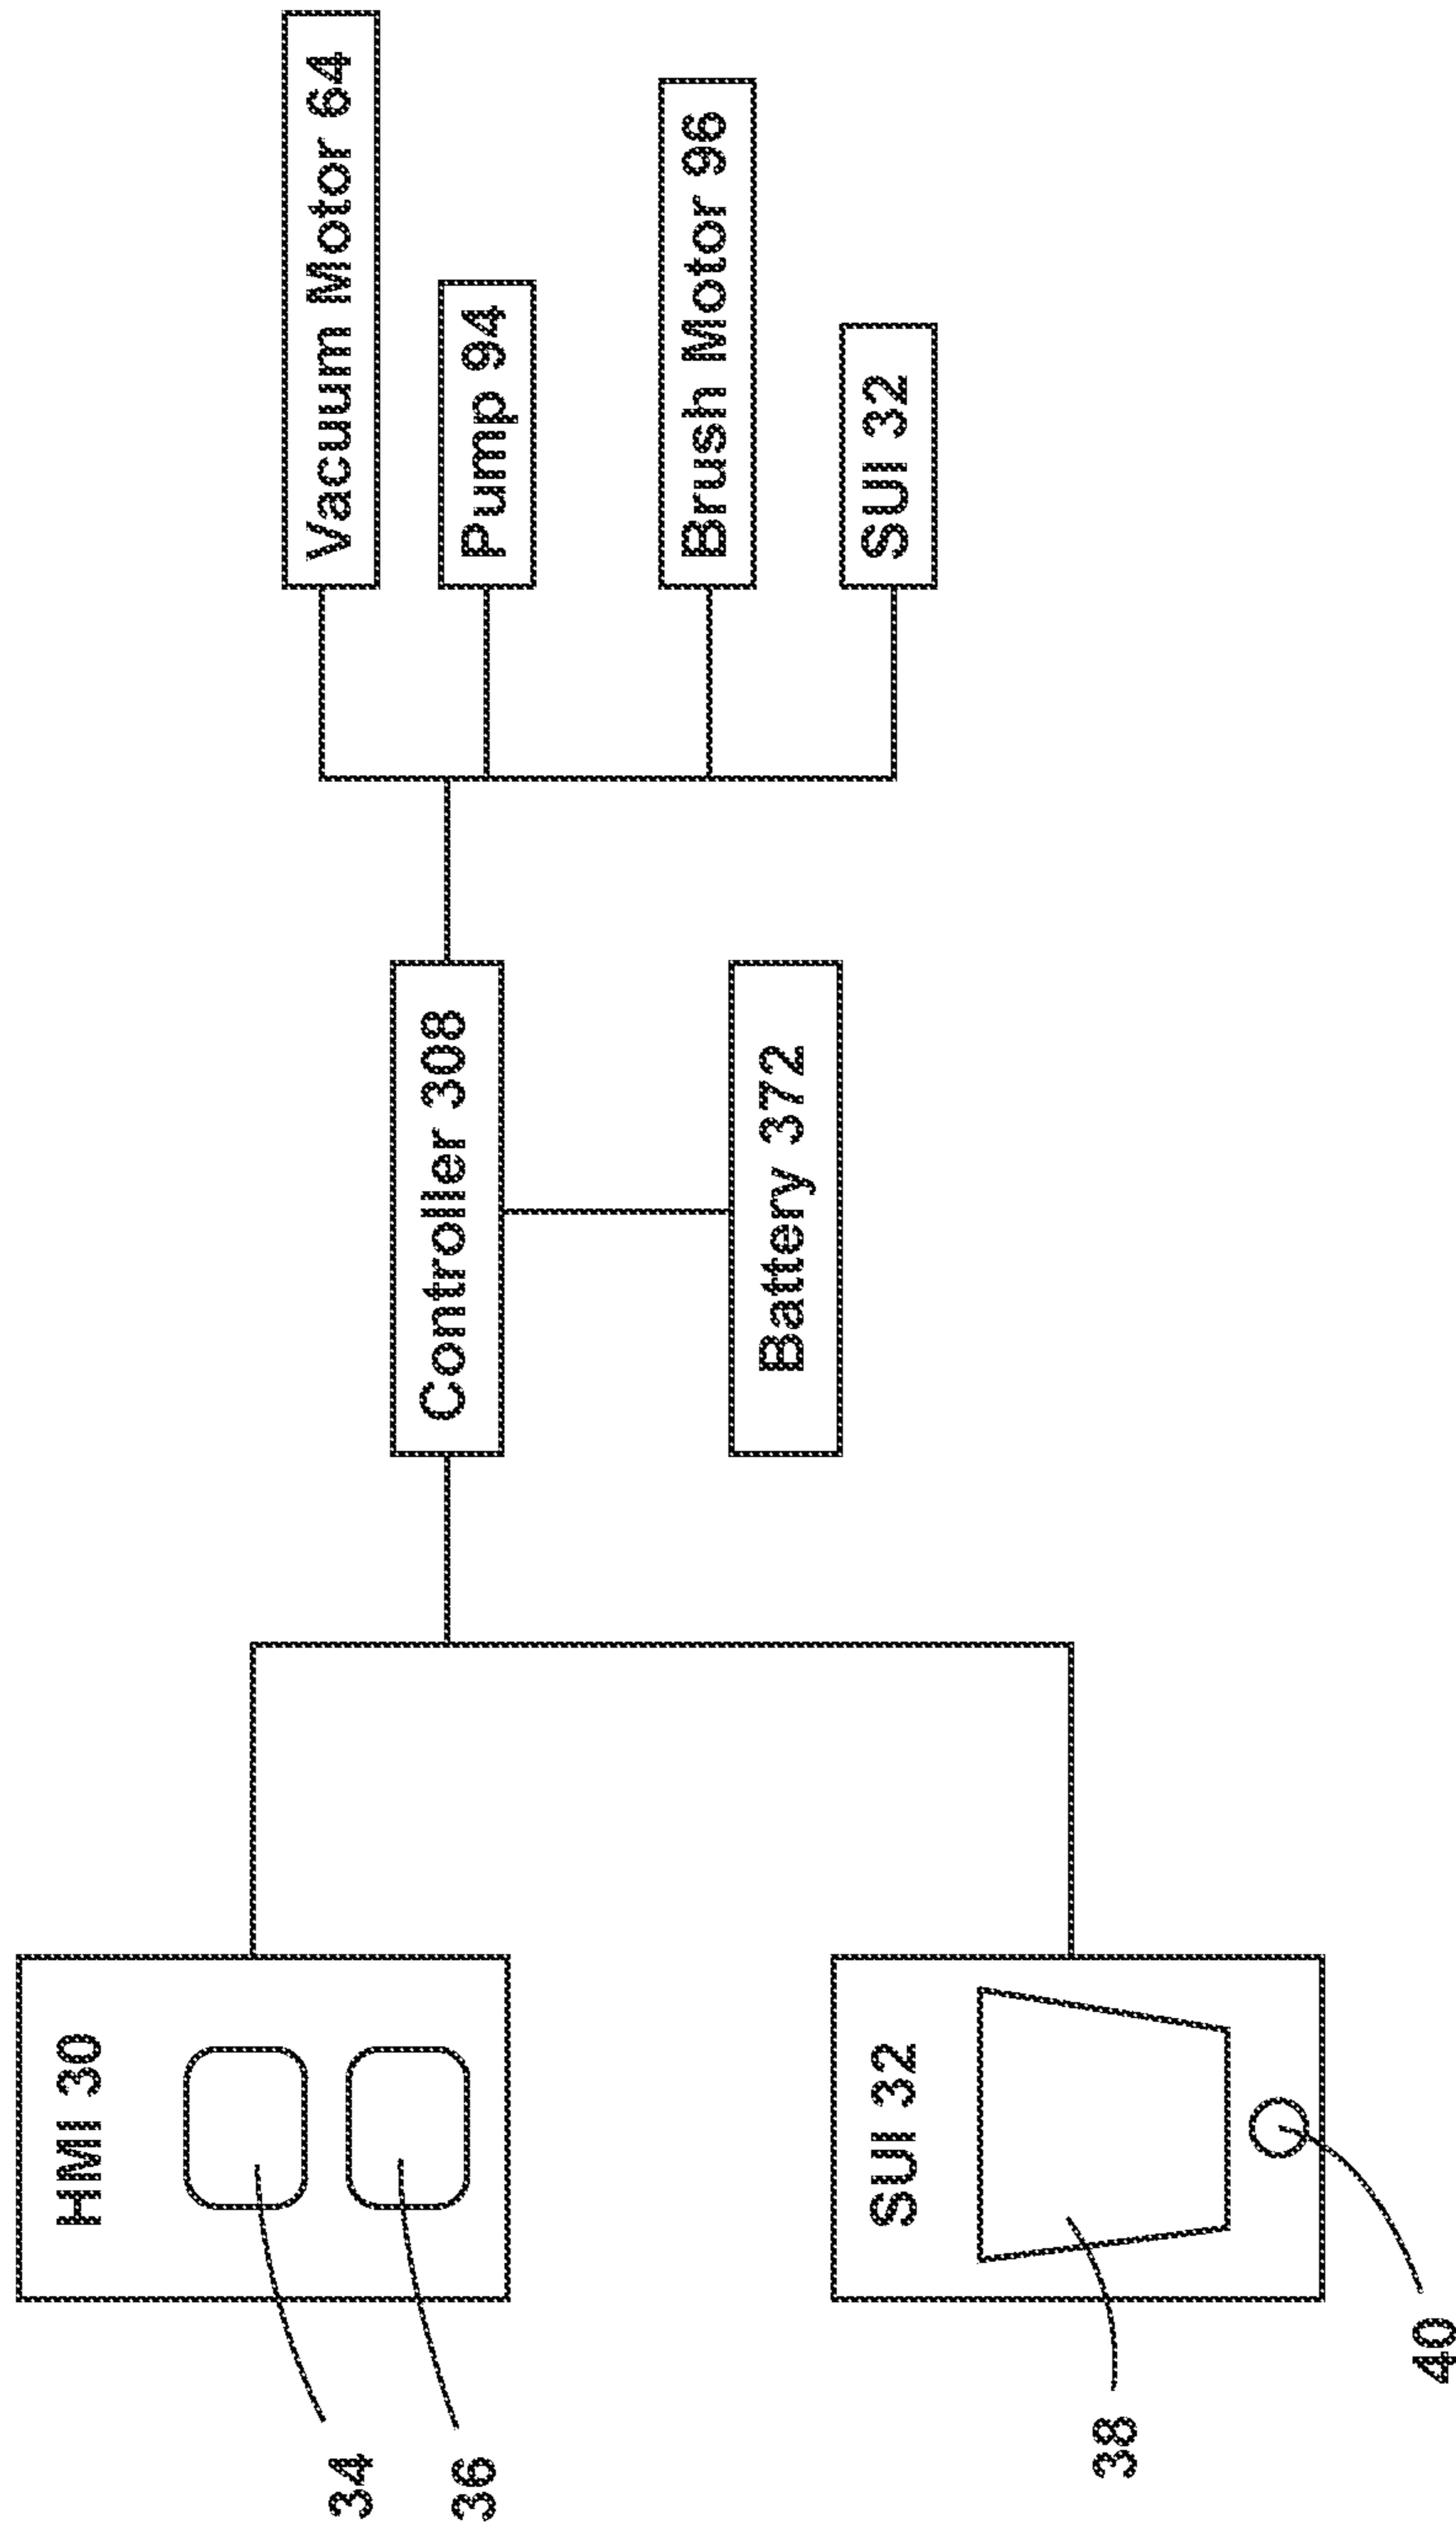 HMI 30
34
36
SUI 32
38
40
Controller 308
Battery 372
Vacuum Motor 64
Pump 94
Brush Motor 96
SUI 32